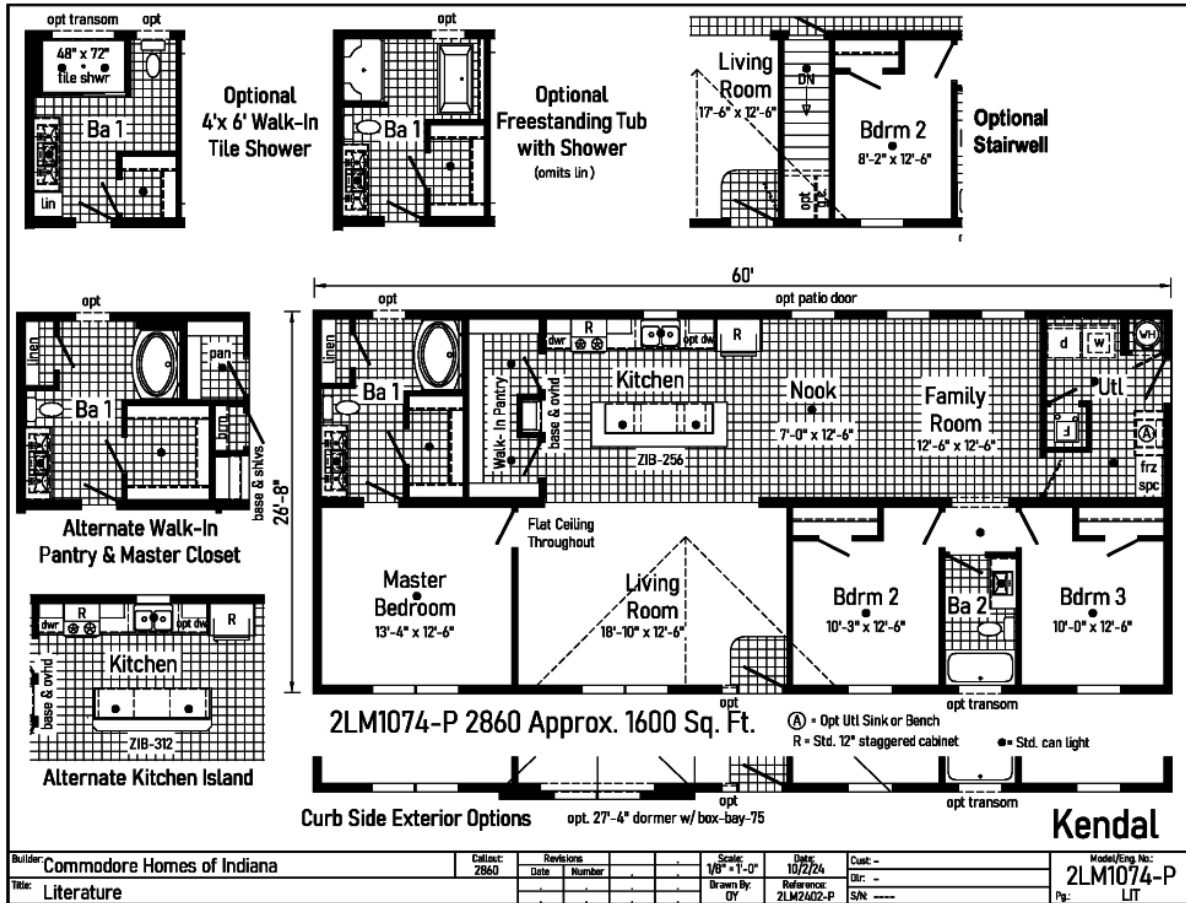 opt transom
opt
48" x 72"
tile shwr
Ba 1
lin
Optional
4'x 6' Walk-In
Tile Shower
opt
Ba 1
Optional
Freestanding Tub
with Shower
(omits lin)
Living
Room
17'-6" x 12'-6"
DN
opt
Bdrm 2
8'-2" x 12'-6"
Optional
Stairwell
opt
linen
Ba 1
pan
brm
base & shlvs
Alternate Walk-In
Pantry & Master Closet
R
dwr
opt dw
R
Kitchen
base & ovhd
ZIB-312
Alternate Kitchen Island
60'
26'-8"
opt
opt patio door
linen
Ba 1
Walk-In Pantry
base & ovhd
dwr
R
opt dw
R
Kitchen
ZIB-256
Nook
7'-0" x 12'-6"
Family
Room
12'-6" x 12'-6"
d
w
WH
Utl
F
A
frz
spc
Flat Ceiling
Throughout
Master
Bedroom
13'-4" x 12'-6"
Living
Room
18'-10" x 12'-6"
Bdrm 2
10'-3" x 12'-6"
Ba 2
Bdrm 3
10'-0" x 12'-6"
opt
opt transom
2LM1074-P 2860 Approx. 1600 Sq. Ft.
A = Opt Utl Sink or Bench
R = Std. 12" staggered cabinet
= Std. can light
opt
opt transom
Curb Side Exterior Options
opt. 27'-4" dormer w/ box-bay-75
Kendal
Builder: Commodore Homes of Indiana
Title: Literature
Callout:
2860
Revisions
Date Number
Scale:
1/8" = 1'-0"
Drawn By:
OY
Date:
10/2/24
Reference:
2LM2402-P
Cust: -
Dlr: -
S/N: ----
Model/Eng. No.:
2LM1074-P
Pg.: LIT